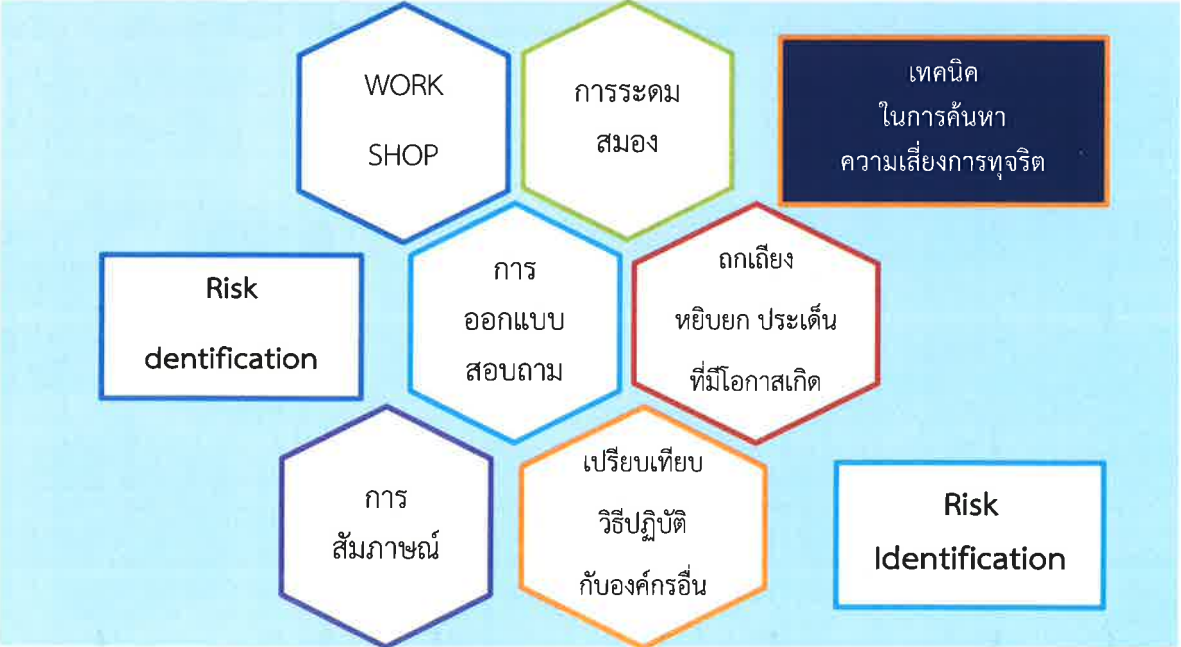 WORK
SHOP
การระดม
สมอง
เทคนิค
ในการค้นหา
ความเสี่ยงการทุจริต
Risk
dentification
การ
ออกแบบ
สอบถาม
ถกเถียง
หยิบยก ประเด็น
ที่มีโอกาสเกิด
การ
สัมภาษณ์
เปรียบเทียบ
วิธีปฏิบัติ
กับองค์กรอื่น
Risk
Identification